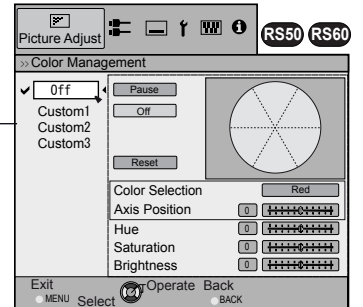 Picture Adjust
RS50 RS60
>> Color Management
Off
Custom1
Custom2
Custom3
Pause
Off
Reset
Color Selection Red
Axis Position 0
Hue 0
Saturation 0
Brightness 0
Exit Operate Back
MENU Select BACK